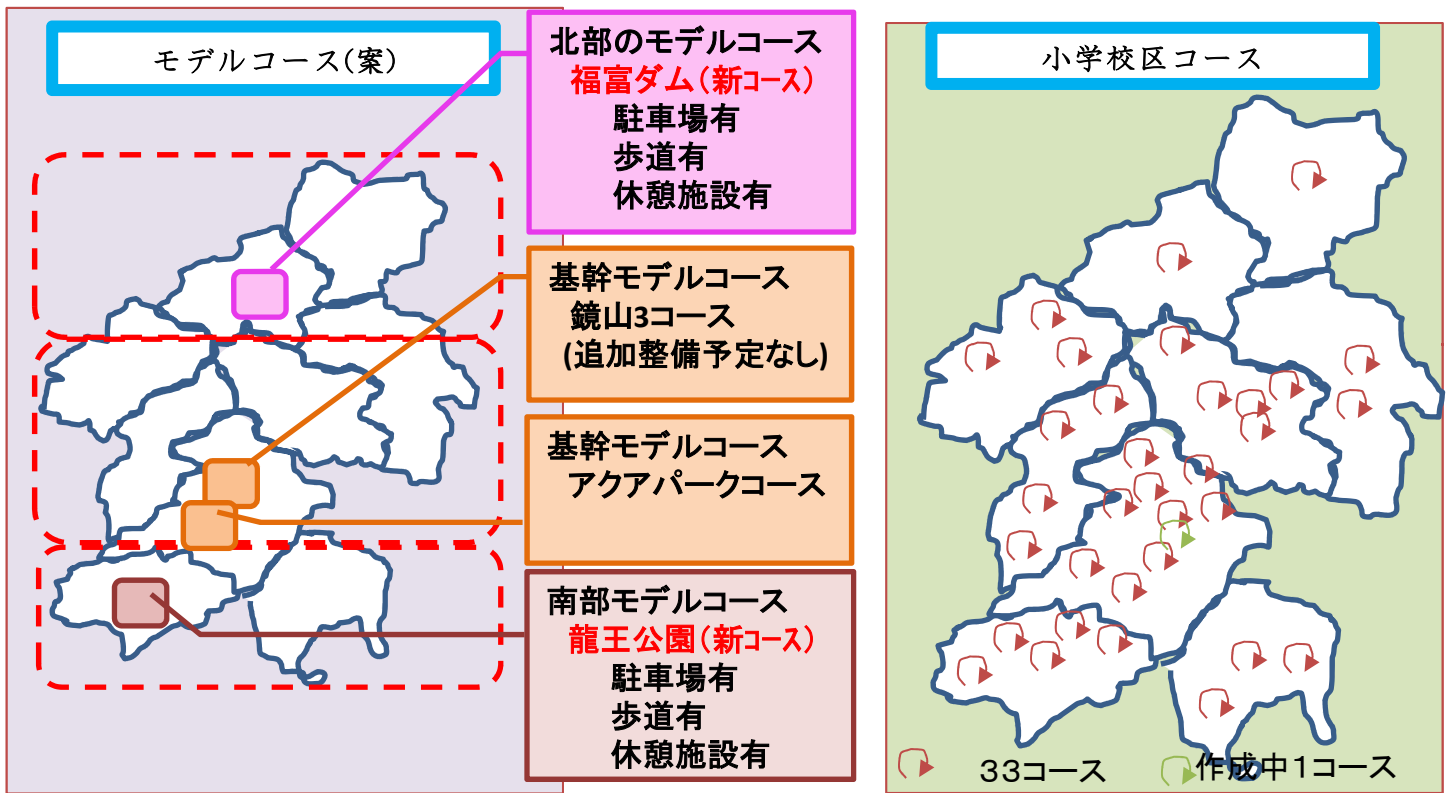 モデルコース(案)
北部のモデルコース
福富ダム(新コース)
駐車場有
歩道有
休憩施設有
基幹モデルコース
鏡山3コース
(追加整備予定なし)
基幹モデルコース
アクアパークコース
南部モデルコース
龍王公園(新コース)
駐車場有
歩道有
休憩施設有
小学校区コース
33コース
作成中1コース